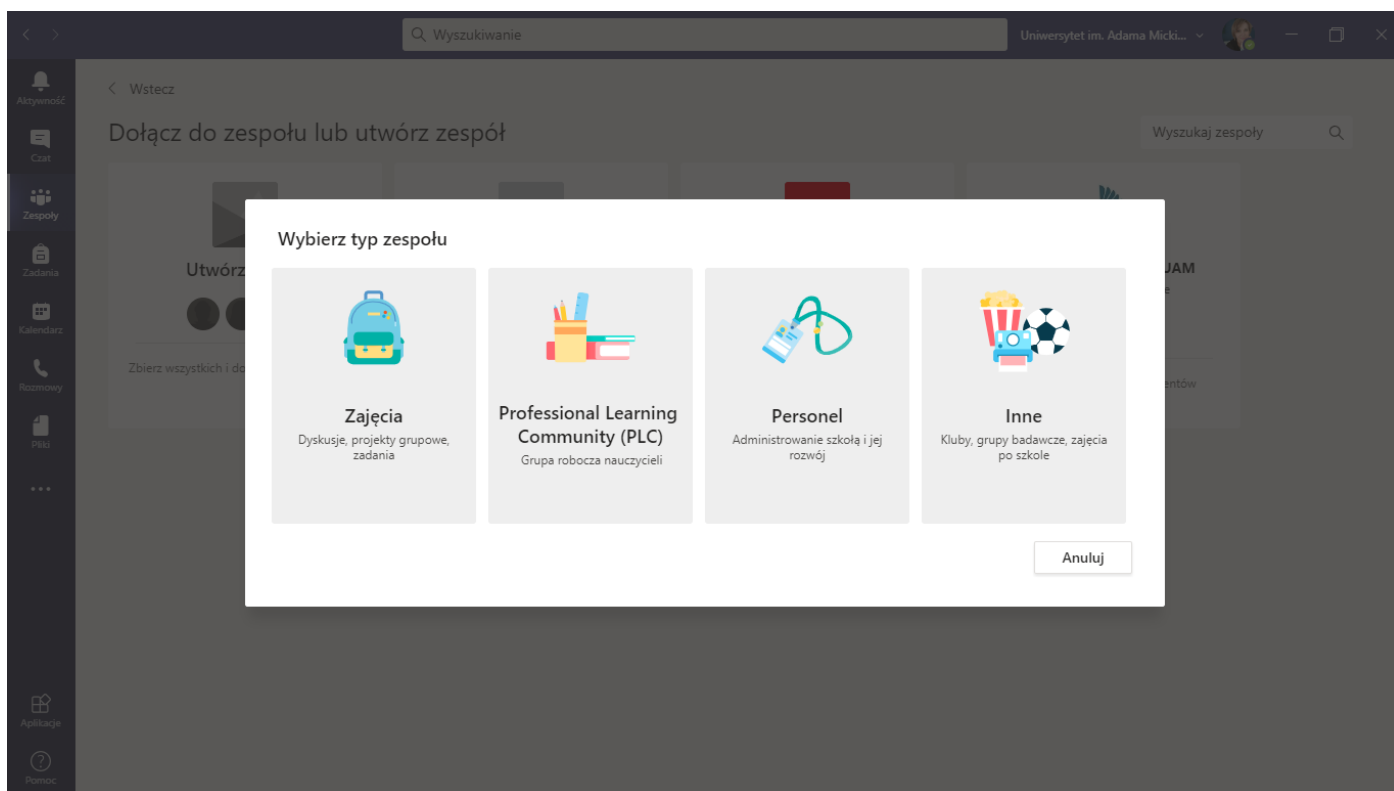 Wyszukiwanie
Uniwersytet im. Adama Micki...
Aktywność
Czat
Zespoły
Zadania
Kalendarz
Rozmowy
Pliki
Aplikacje
Pomoc
Wstecz
Dołącz do zespołu lub utwórz zespół
Wyszukaj zespoły
Utwórz
Zbierz wszystkich i do
UAM
e
entów
Wybierz typ zespołu
Zajęcia
Dyskusje, projekty grupowe,
zadania
Professional Learning
Community (PLC)
Grupa robocza nauczycieli
Personel
Administrowanie szkołą i jej
rozwój
Inne
Kluby, grupy badawcze, zajęcia
po szkole
Anuluj